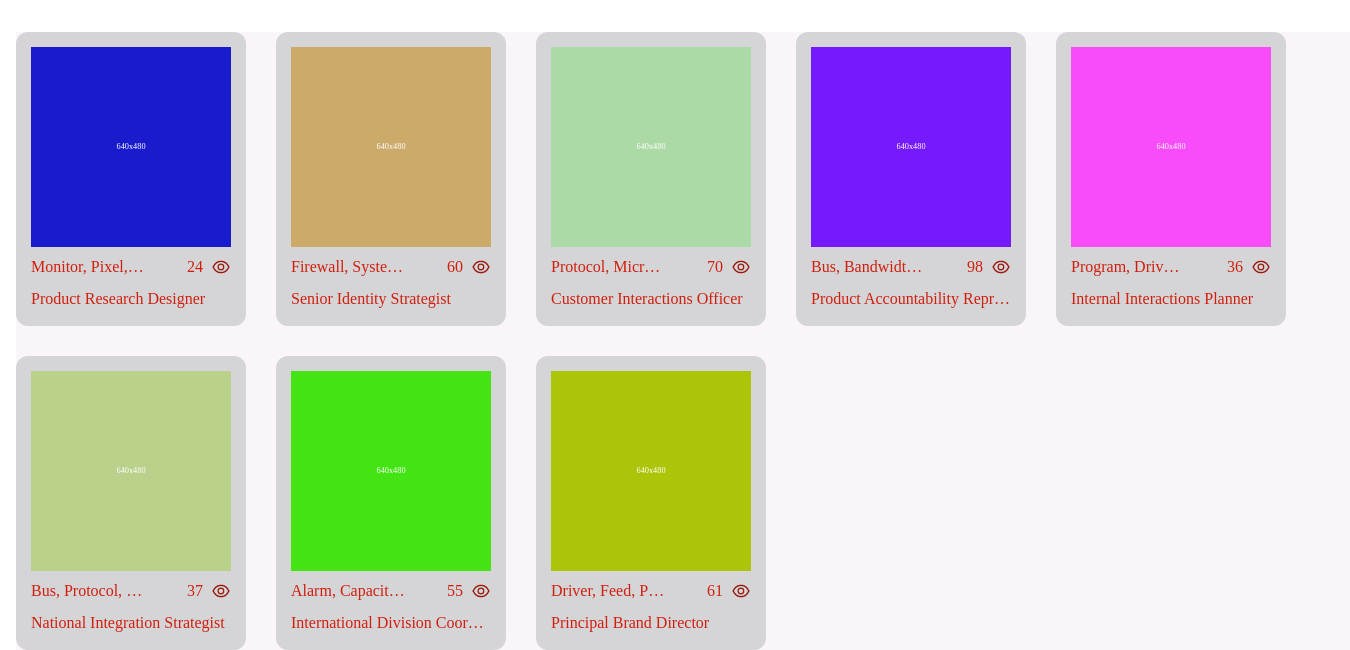 640x480
Monitor, Pixel,… 24
Product Research Designer
640x480
Firewall, Syste… 60
Senior Identity Strategist
640x480
Protocol, Micr… 70
Customer Interactions Officer
640x480
Bus, Bandwidt… 98
Product Accountability Repr…
640x480
Program, Driv… 36
Internal Interactions Planner
640x480
Bus, Protocol, … 37
National Integration Strategist
640x480
Alarm, Capacit… 55
International Division Coor…
640x480
Driver, Feed, P… 61
Principal Brand Director